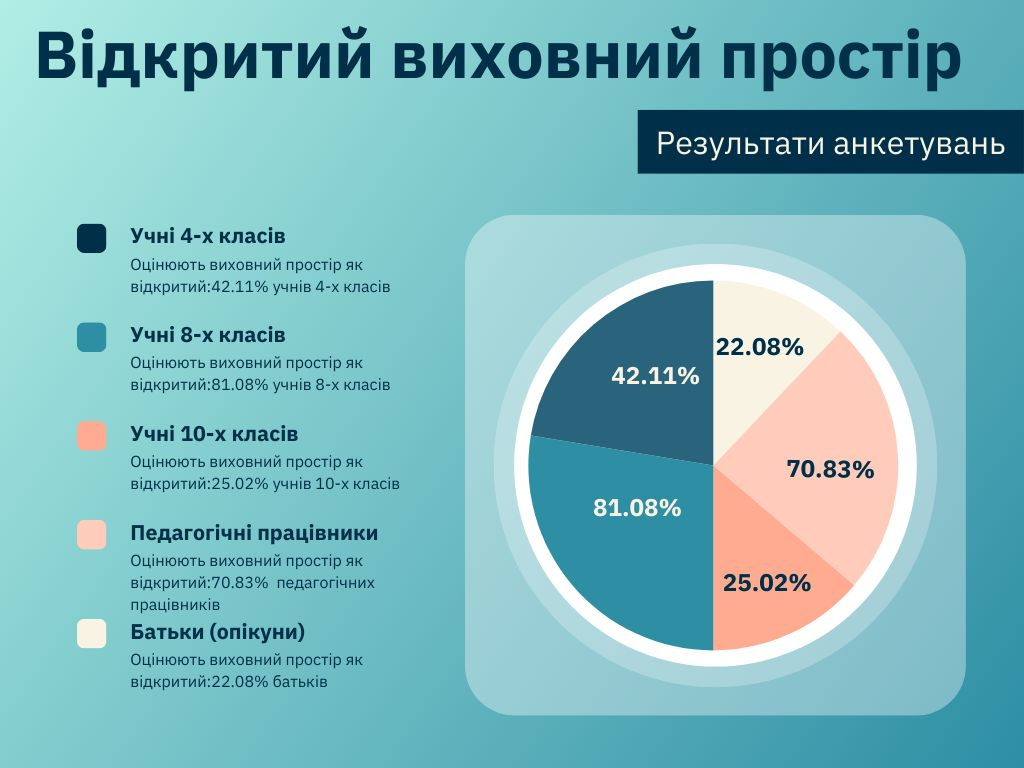 Відкритий виховний простір
Результати анкетувань
Учні 4-х класів
Оцінюють виховний простір як
відкритий:42.11% учнів 4-х класів
Учні 8-х класів
Оцінюють виховний простір як
відкритий:81.08% учнів 8-х класів
Учні 10-х класів
Оцінюють виховний простір як
відкритий:25.02% учнів 10-х класів
Педагогічні працівники
Оцінюють виховний простір як
відкритий:70.83%  педагогічних
працівників
Батьки (опікуни)
Оцінюють виховний простір як
відкритий:22.08% батьків
22.08%
42.11%
70.83%
81.08%
25.02%